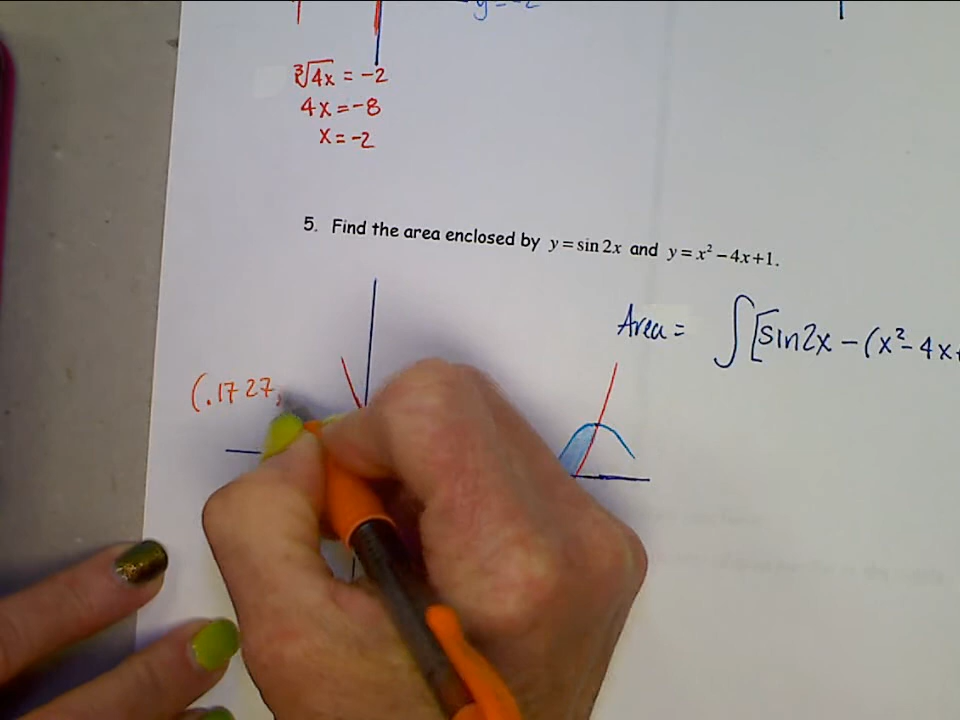 y = -2
∛4x = -2
4x = -8
x = -2
5. Find the area enclosed by y = sin 2x and y = x² - 4x + 1.
Area = ∫[sin2x - (x² - 4x +
(.1727,